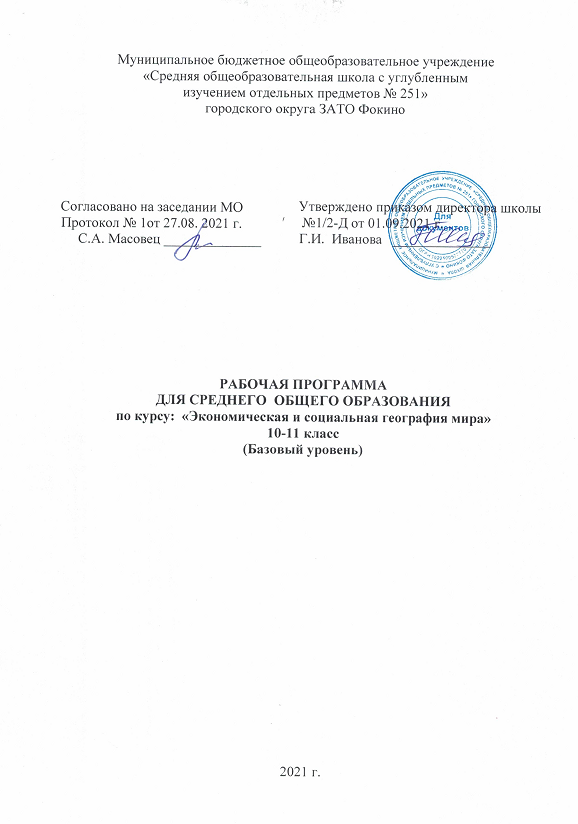 Муниципальное бюджетное общеобразовательное учреждение
«Средняя общеобразовательная школа с углубленным
изучением отдельных предметов № 251»
городского округа ЗАТО Фокино
Согласовано на заседании МО
Протокол № 1от 27.08. 2021 г.
С.А. Масовец
Утверждено приказом директора школы
№1/2-Д от 01.09.2021 г
Г.И. Иванова
Для
документов
РАБОЧАЯ ПРОГРАММА
ДЛЯ СРЕДНЕГО ОБЩЕГО ОБРАЗОВАНИЯ
по курсу: «Экономическая и социальная география мира»
10-11 класс
(Базовый уровень)
2021 г.